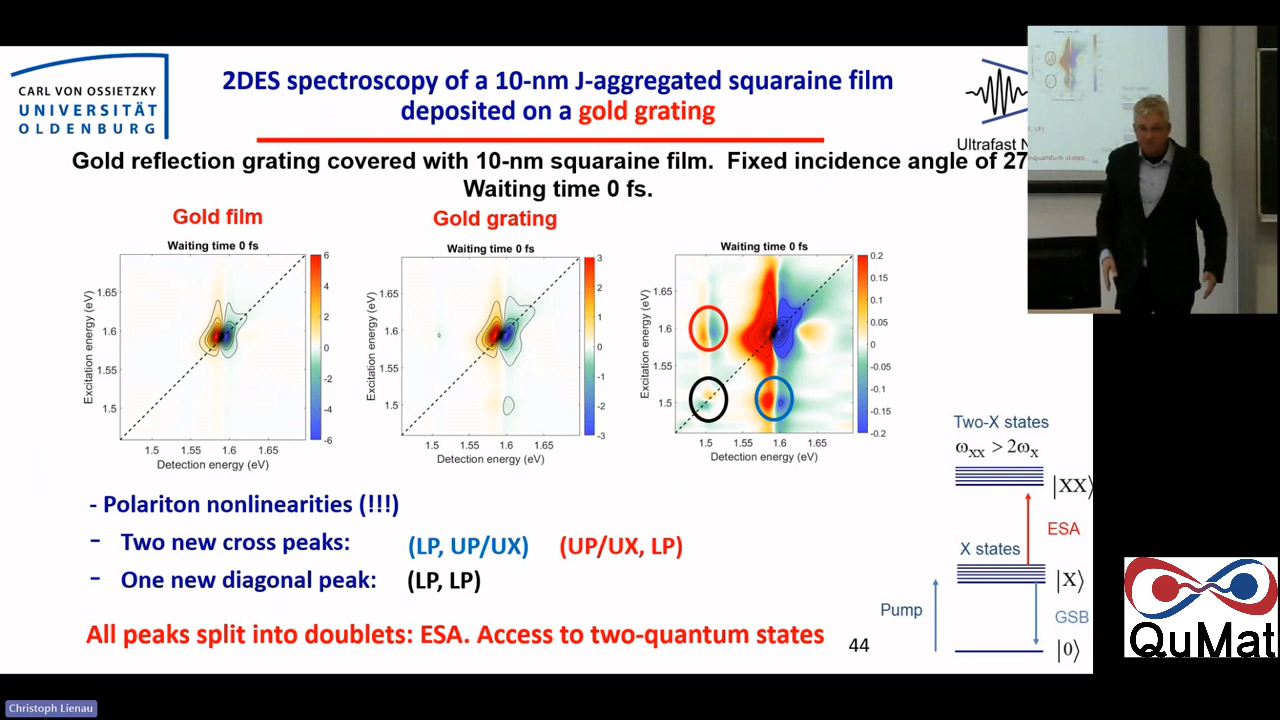 CARL VON OSSIETZKY
UNIVERSITÄT
OLDENBURG
2DES spectroscopy of a 10-nm J-aggregated squaraine film
deposited on a gold grating
Ultrafast N
Gold reflection grating covered with 10-nm squaraine film. Fixed incidence angle of 27
Waiting time 0 fs.
Gold film
Gold grating
Waiting time 0 fs
Waiting time 0 fs
Waiting time 0 fs
Excitation energy (eV)
1.65
1.6
1.55
1.5
1.5
1.55
1.6
1.65
Detection energy (eV)
6
4
2
0
-2
-4
-6
Excitation energy (eV)
1.65
1.6
1.55
1.5
1.5
1.55
1.6
1.65
Detection energy (eV)
3
2
1
0
-1
-2
-3
Excitation energy (eV)
1.65
1.6
1.55
1.5
1.5
1.55
1.6
1.65
Detection energy (eV)
0.2
0.15
0.1
0.05
0
-0.05
-0.1
-0.15
-0.2
- Polariton nonlinearities (!!!)
- Two new cross peaks: (LP, UP/UX) (UP/UX, LP)
- One new diagonal peak: (LP, LP)
All peaks split into doublets: ESA. Access to two-quantum states
44
Two-X states
ωxx > 2ωx
|XX⟩
ESA
X states
|X⟩
Pump
GSB
|0⟩
QuMat
Christoph Lienau